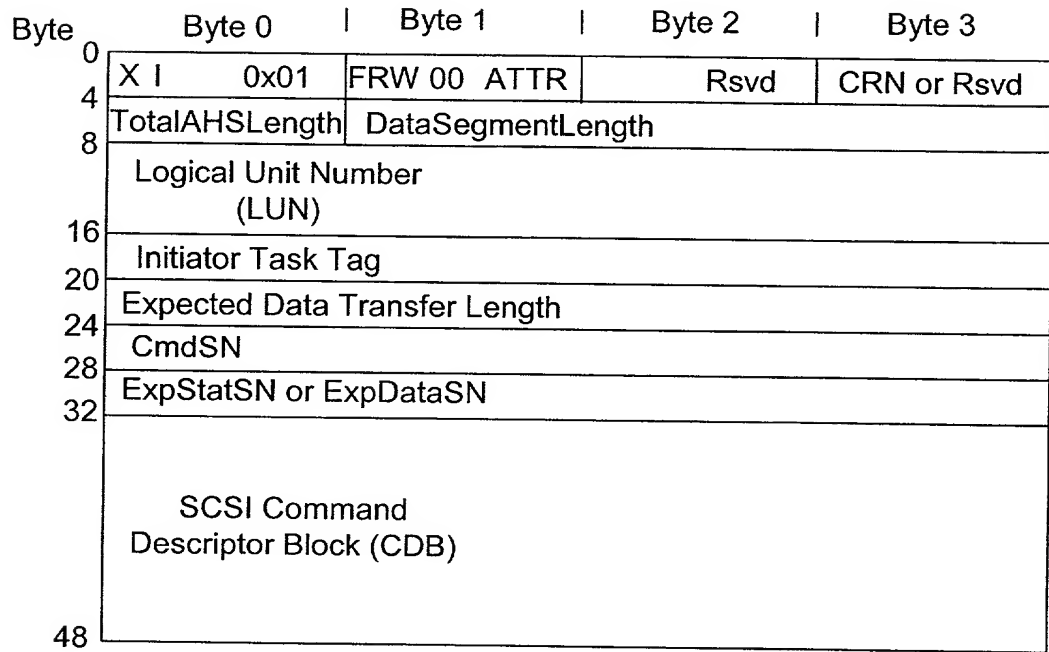 Byte Byte 0 | Byte 1 | Byte 2 | Byte 3
0
X I 0x01 FRW 00 ATTR Rsvd CRN or Rsvd
4
TotalAHSLength DataSegmentLength
8
Logical Unit Number
(LUN)
16
Initiator Task Tag
20
Expected Data Transfer Length
24
CmdSN
28
ExpStatSN or ExpDataSN
32
SCSI Command
Descriptor Block (CDB)
48